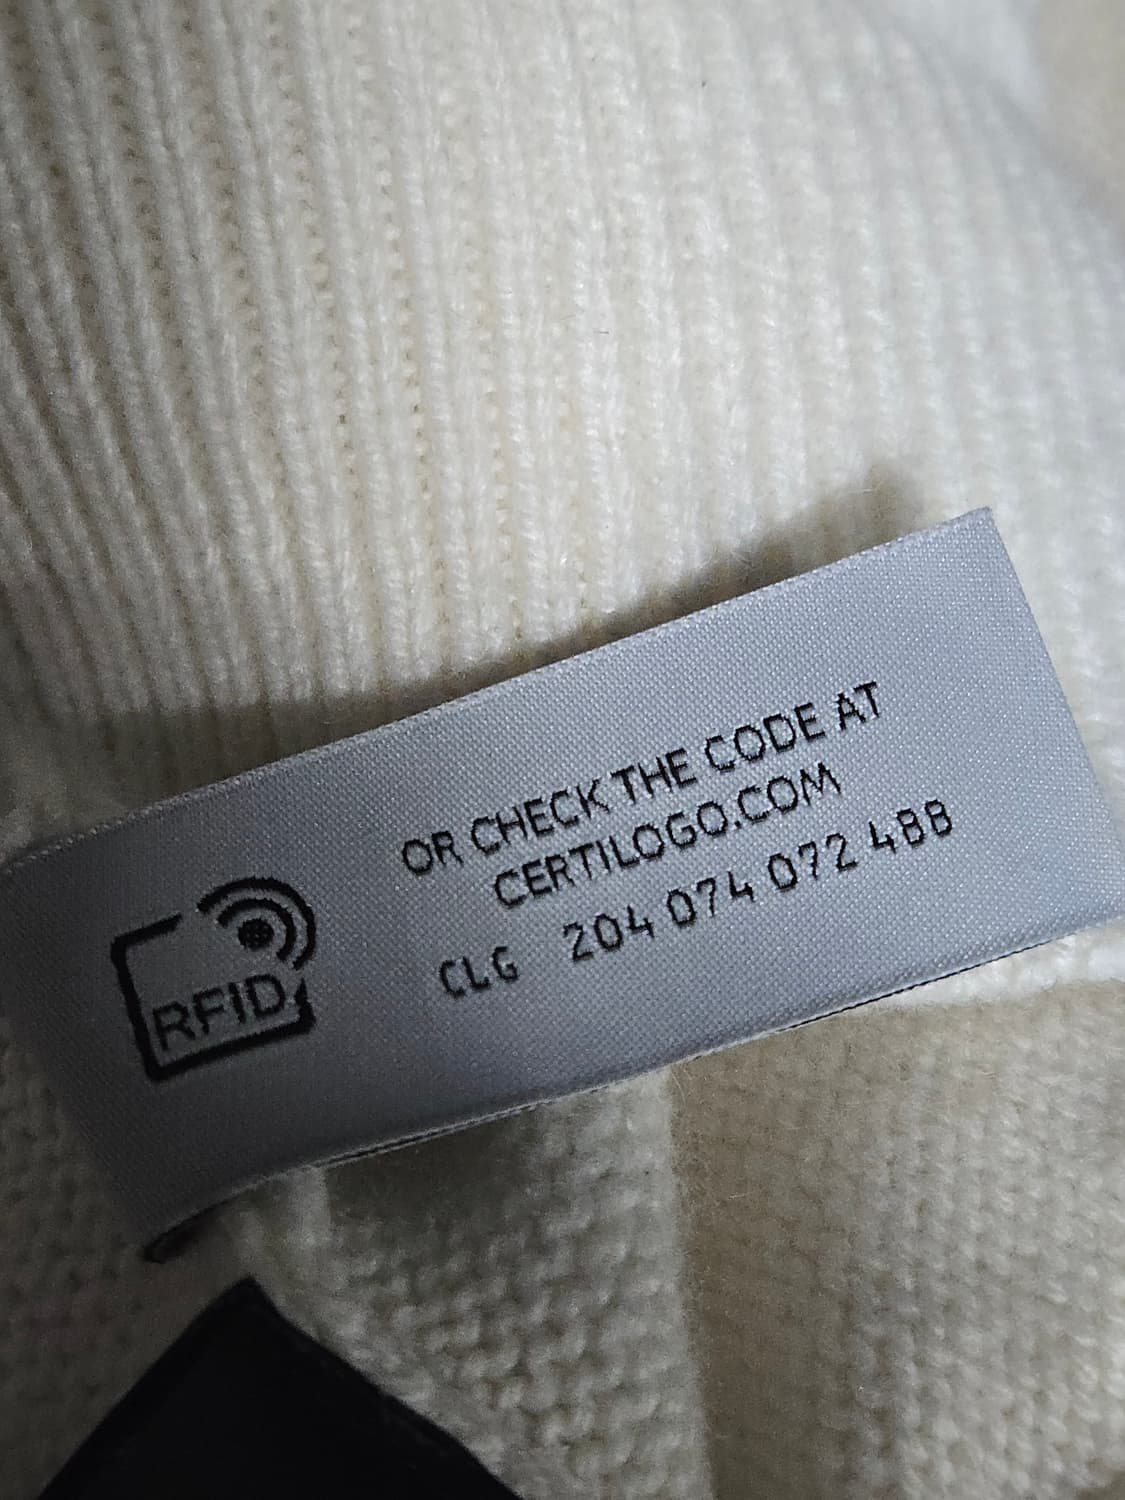 OR CHECK THE CODE AT
CERTILOGO.COM
CLG 204 074 072 488
RFID